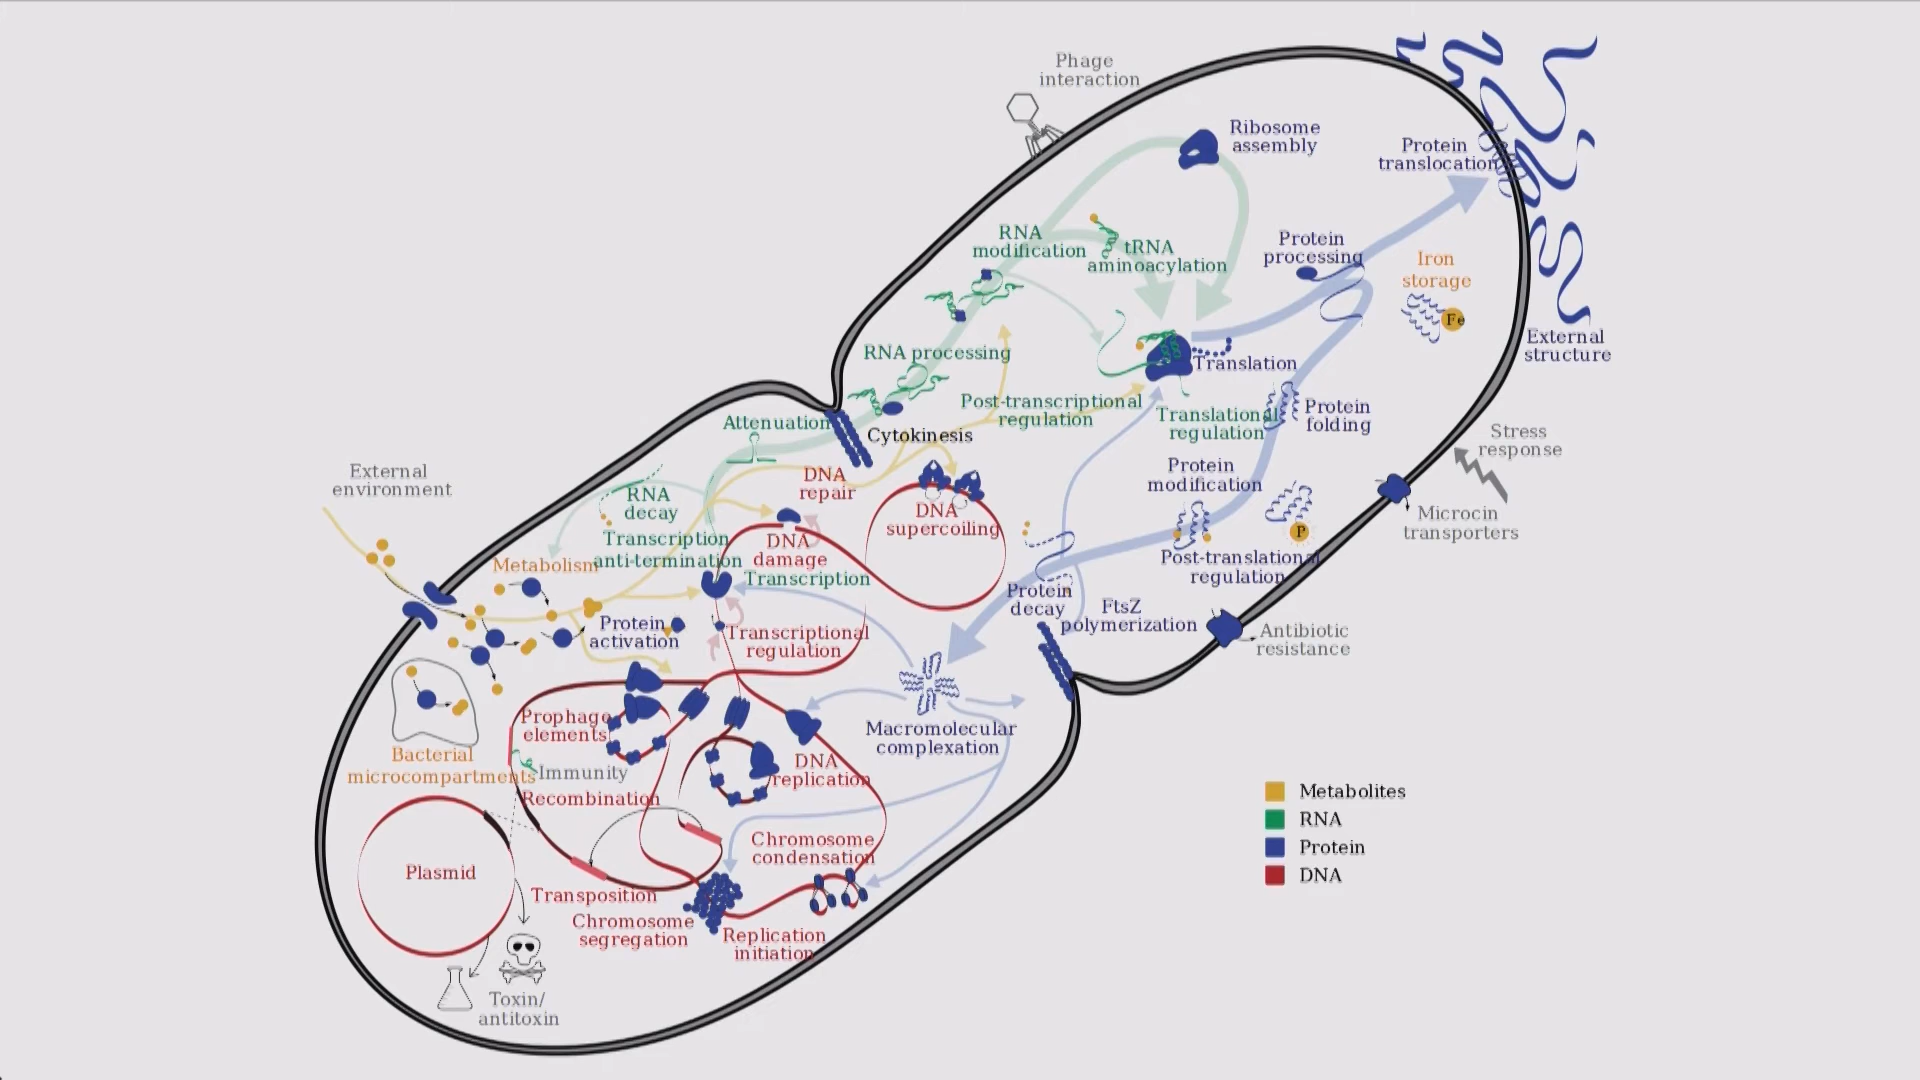 Phage
interaction
Ribosome
assembly
Protein
translocation
RNA
modification
tRNA
aminoacylation
Protein
processing
Iron
storage
Fe
External
structure
RNA processing
Translation
Post-transcriptional
regulation
Translational
regulation
Protein
folding
Attenuation
Cytokinesis
Stress
response
External
environment
DNA
repair
Protein
modification
RNA
decay
DNA
supercoiling
Microcin
transporters
P
Transcription
anti-termination
DNA
damage
Metabolism
Transcription
Post-translational
regulation
Protein
decay
FtsZ
polymerization
Protein
activation
Transcriptional
regulation
Antibiotic
resistance
Prophage
elements
Macromolecular
complexation
Bacterial
microcompartments
Immunity
DNA
replication
Recombination
Metabolites
RNA
Protein
DNA
Chromosome
condensation
Plasmid
Transposition
Chromosome
segregation
Replication
initiation
Toxin/
antitoxin